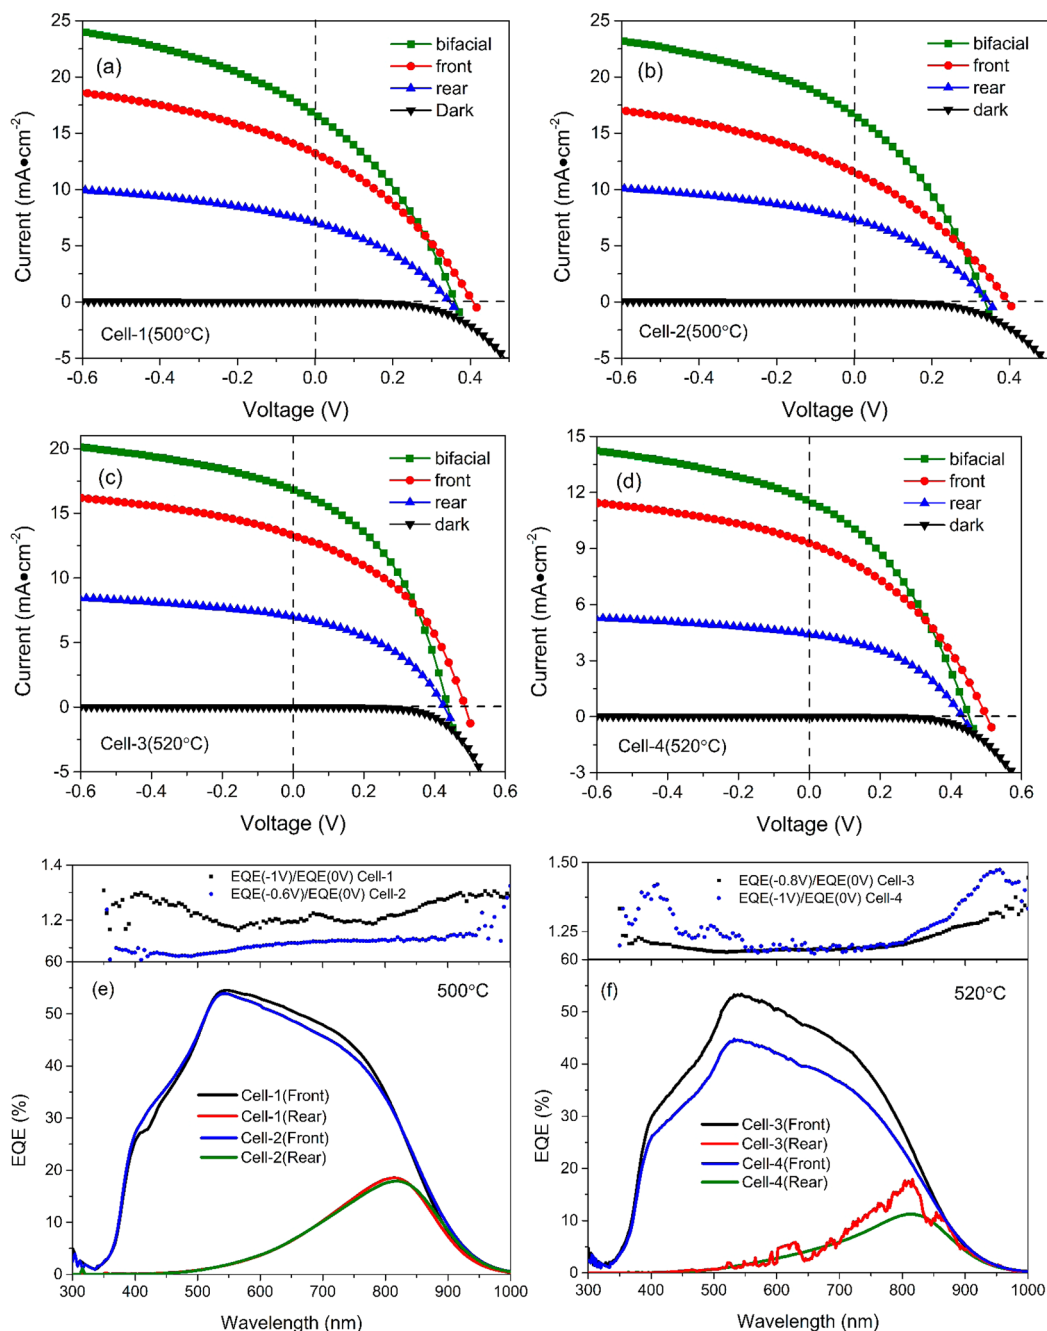 25
20
15
10
5
0
-5
Current (mA•cm-2)
(a)
bifacial
front
rear
Dark
Cell-1(500°C)
-0.6
-0.4
-0.2
0.0
0.2
0.4
Voltage (V)
25
20
15
10
5
0
-5
Current (mA•cm-2)
(b)
bifacial
front
rear
Dark
Cell-2(500°C)
-0.6
-0.4
-0.2
0.0
0.2
0.4
Voltage (V)
20
15
10
5
0
-5
Current (mA•cm-2)
(c)
bifacial
front
rear
dark
Cell-3(520°C)
-0.6
-0.4
-0.2
0.0
0.2
0.4
0.6
Voltage (V)
15
12
9
6
3
0
-3
Current (mA•cm-2)
(d)
bifacial
front
rear
dark
Cell-4(520°C)
-0.6
-0.4
-0.2
0.0
0.2
0.4
0.6
Voltage (V)
1.4
1.2
EQE(-1V)/EQE(0V) Cell-1
EQE(-0.6V)/EQE(0V) Cell-2
60
50
40
30
20
10
0
EQE (%)
(e)
500°C
Cell-1(Front)
Cell-1(Rear)
Cell-2(Front)
Cell-2(Rear)
300
400
500
600
700
800
900
1000
Wavelength (nm)
1.50
1.25
EQE(-0.8V)/EQE(0V) Cell-3
EQE(-1V)/EQE(0V) Cell-4
60
50
40
30
20
10
0
EQE (%)
(f)
520°C
Cell-3(Front)
Cell-3(Rear)
Cell-4(Front)
Cell-4(Rear)
300
400
500
600
700
800
900
1000
Wavelength (nm)